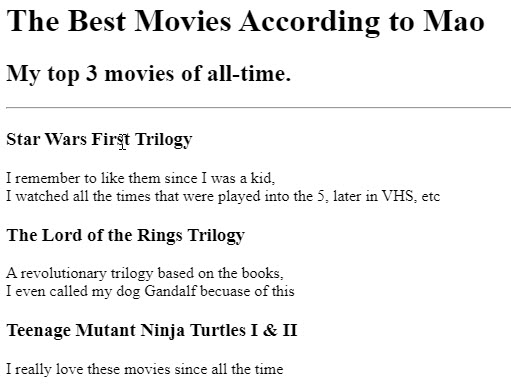 The Best Movies According to Mao
My top 3 movies of all-time.
Star Wars First Trilogy
I remember to like them since I was a kid,
I watched all the times that were played into the 5, later in VHS, etc
The Lord of the Rings Trilogy
A revolutionary trilogy based on the books,
I even called my dog Gandalf becuase of this
Teenage Mutant Ninja Turtles I & II
I really love these movies since all the time